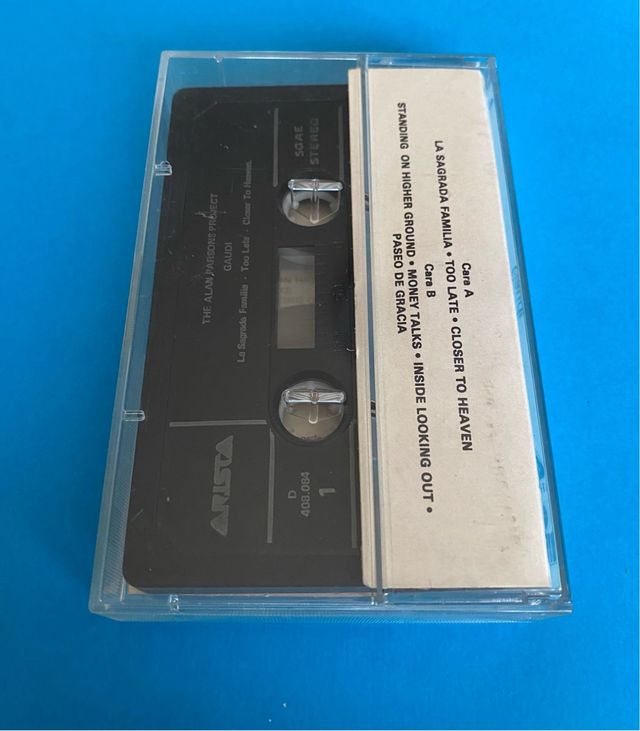 Cara A
LA SAGRADA FAMILIA • TOO LATE • CLOSER TO HEAVEN
Cara B
STANDING ON HIGHER GROUND • MONEY TALKS • INSIDE LOOKING OUT •
PASEO DE GRACIA
SGAE
STEREO
THE ALAN PARSONS PROJECT
GAUDI
La Sagrada Familia · Too Late · Closer To Heaven.
ARISTA
D
408.084
1